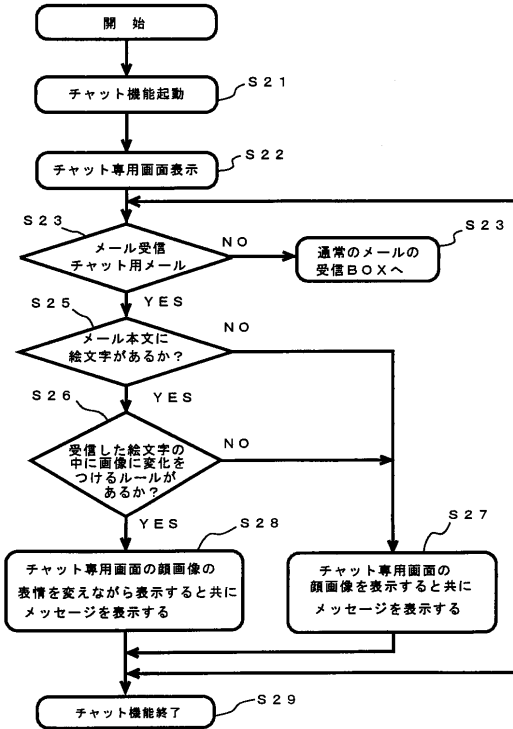 開　始
Ｓ２１
チャット機能起動
Ｓ２２
チャット専用画面表示
Ｓ２３
メール受信
チャット用メール
ＮＯ
Ｓ２３
通常のメールの
受信ＢＯＸへ
ＹＥＳ
Ｓ２５
メール本文に
絵文字があるか？
ＮＯ
ＹＥＳ
Ｓ２６
受信した絵文字の
中に画像に変化を
つけるルールが
あるか？
ＮＯ
ＹＥＳ
Ｓ２８
チャット専用画面の顔画像の
表情を変えながら表示すると共に
メッセージを表示する
Ｓ２７
チャット専用画面の
顔画像を表示すると共に
メッセージを表示する
Ｓ２９
チャット機能終了